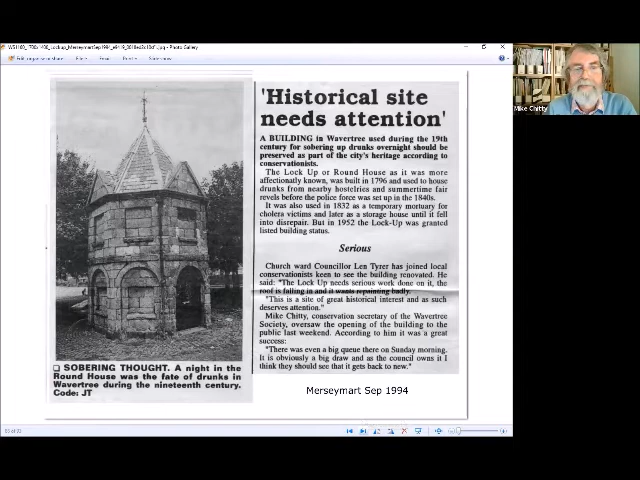 File
Email
Print
Slide show
Mike Chitty
'Historical site
needs attention'
A BUILDING in Wavertree used during the 19th
century for sobering up drunks overnight should be
preserved as part of the city's heritage according to
conservationists.
The Lock Up or Round House as it was more
affectionately known, was built in 1796 and used to house
drunks from nearby hostelries and summertime fair
revels before the police force was set up in the 1840s.
It was also used in 1832 as a temporary mortuary for
cholera victims and later as a storage house until it fell
into disrepair. But in 1952 the Lock-Up was granted
listed building status.
Serious
Church ward Councillor Len Tyrer has joined local
conservationists keen to see the building renovated. He
said: "The Lock Up needs serious work done on it, the
roof is falling in and it wants repainting badly.
"This is a site of great historical interest and as such
deserves attention."
Mike Chitty, conservation secretary of the Wavertree
Society, oversaw the opening of the building to the
public last weekend. According to him it was a great
success:
"There was even a big queue there on Sunday morning.
It is obviously a big draw and as the council owns it I
think they should see that it gets back to new."
❑ SOBERING THOUGHT. A night in the
Round House was the fate of drunks in
Wavertree during the nineteenth century.
Code: JT
Merseymart Sep 1994